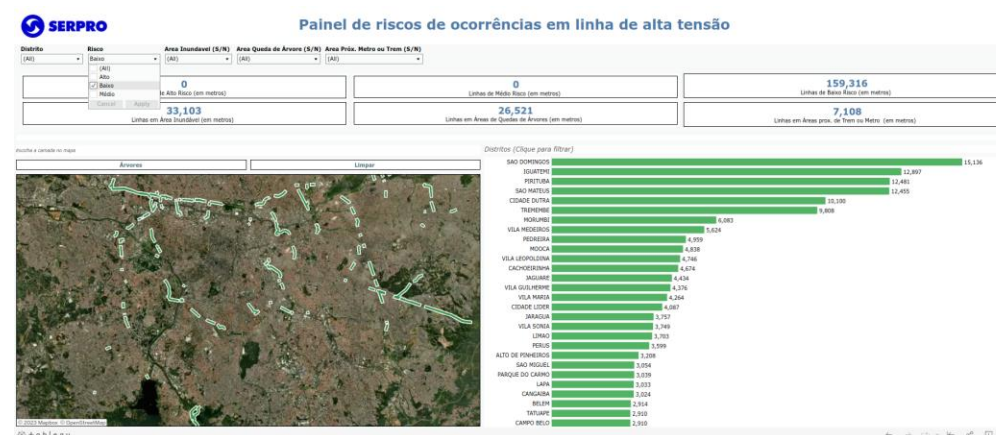 SERPRO
Painel de riscos de ocorrências em linha de alta tensão
Distrito
(All)
Risco
Baixo
Area Inundavel (S/N)
(All)
Area Queda de Árvore (S/N)
(All)
Area Próx. Metro ou Trem (S/N)
(All)
(All)
Alto
Baixo
Médio
Cancel Apply
0
de Alto Risco (em metros)
0
Linhas de Médio Risco (em metros)
159,316
Linhas de Baixo Risco (em metros)
33,103
Linhas em Área Inundável (em metros)
26,521
Linhas em Áreas de Quedas de Árvores (em metros)
7,108
Linhas em Áreas prox. de Trem ou Metro (em metros)
Escolha a camada no mapa
Árvores
Limpar
© 2023 Mapbox © OpenStreetMap
Distritos (Clique para filtrar)
SAO DOMINGOS 15,136
IGUATEMI 12,897
PIRITUBA 12,481
SAO MATEUS 12,455
CIDADE DUTRA 10,100
TREMEMBE 9,808
MORUMBI 6,083
VILA MEDEIROS 5,624
PEDREIRA 4,959
MOOCA 4,838
VILA LEOPOLDINA 4,746
CACHOEIRINHA 4,674
JAGUARE 4,434
VILA GUILHERME 4,376
VILA MARIA 4,264
CIDADE LIDER 4,087
JARAGUA 3,757
VILA SONIA 3,749
LIMAO 3,703
PERUS 3,599
ALTO DE PINHEIROS 3,208
SAO MIGUEL 3,054
PARQUE DO CARMO 3,039
LAPA 3,033
CANGAIBA 3,024
BELEM 2,914
TATUAPE 2,910
CAMPO BELO 2,910